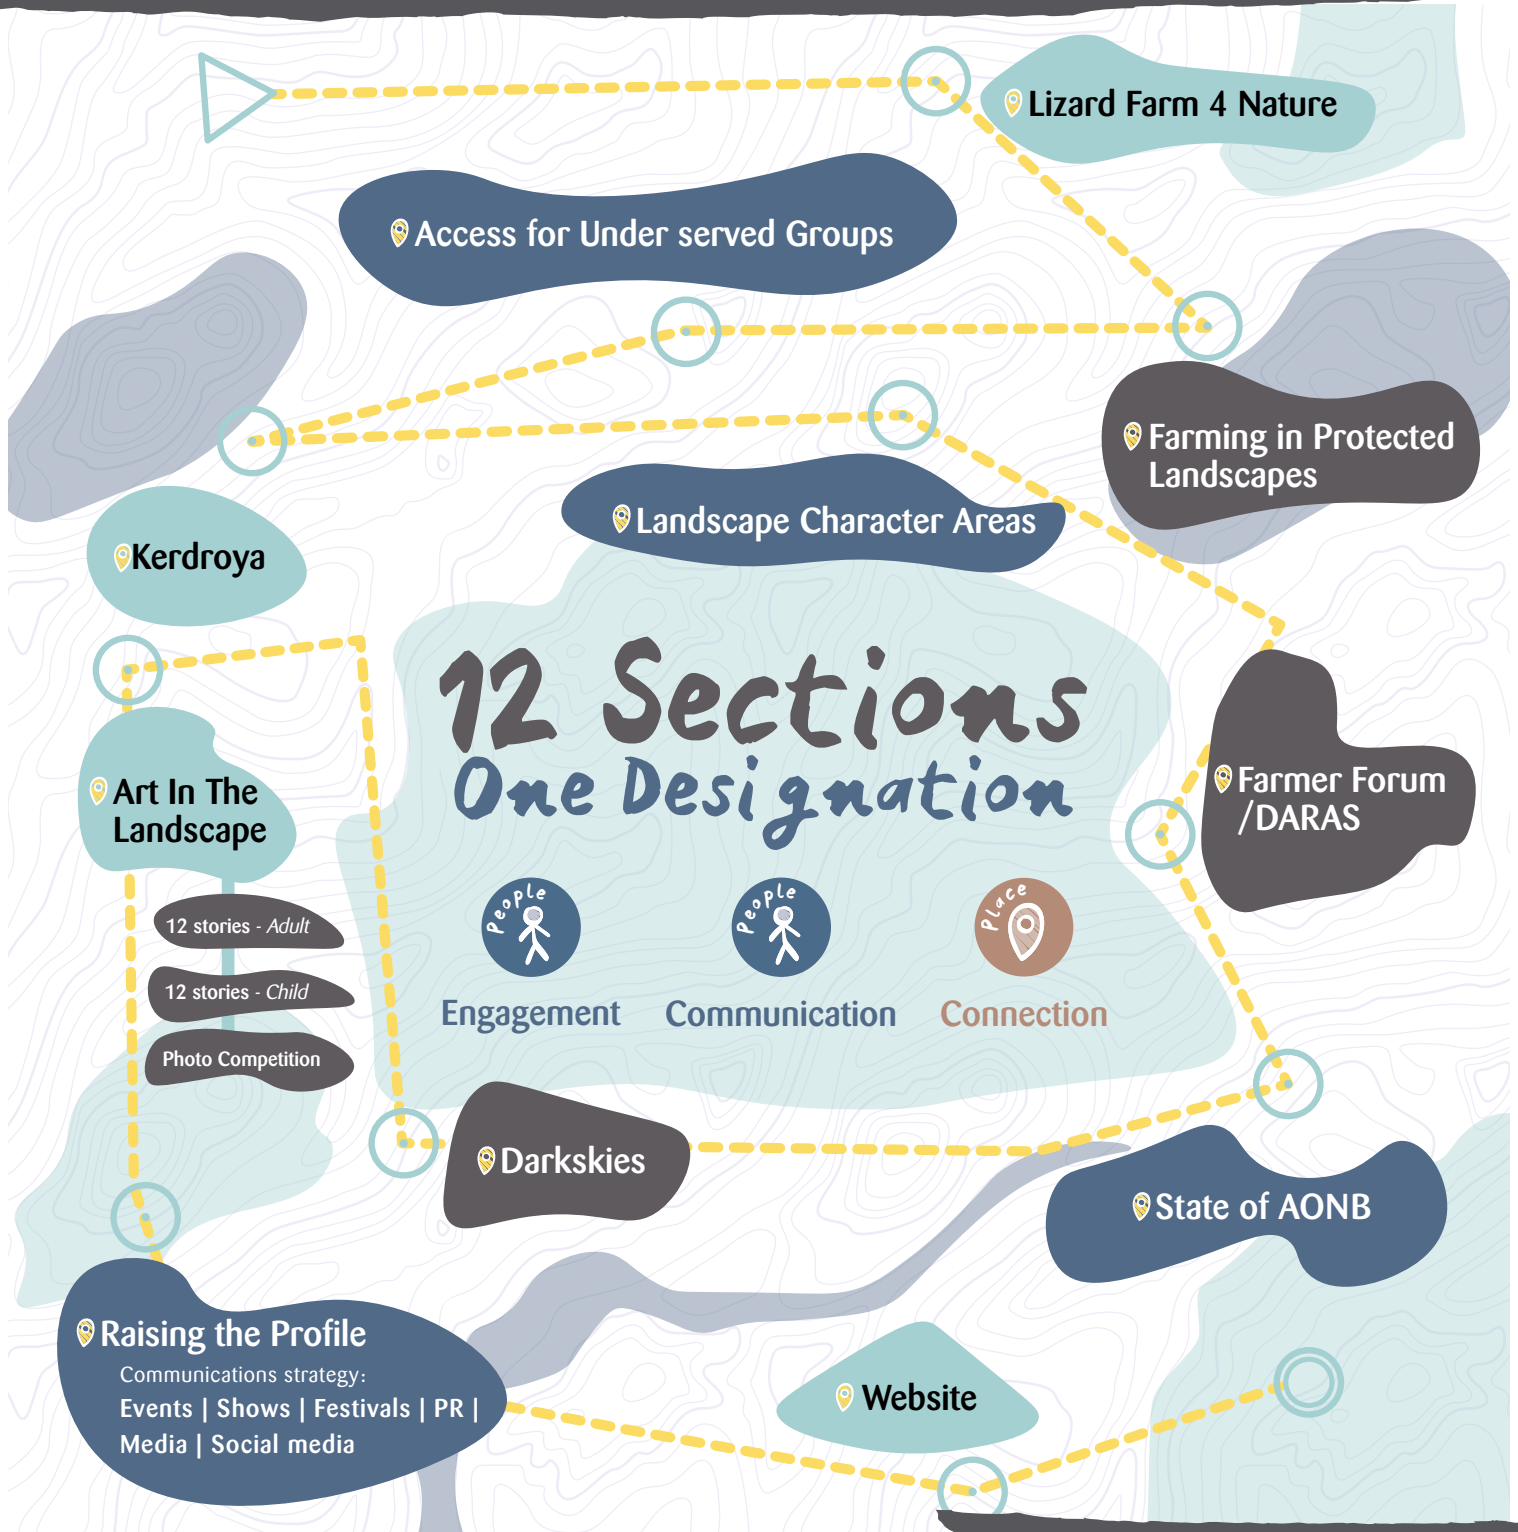 Lizard Farm 4 Nature
Access for Under served Groups
Farming in Protected
Landscapes
Landscape Character Areas
Kerdroya
12 Sections
One Designation
Art In The
Landscape
Farmer Forum
/DARAS
People
People
Place
12 stories - Adult
12 stories - Child
Photo Competition
Engagement
Communication
Connection
Darkskies
State of AONB
Raising the Profile
Communications strategy:
Events | Shows | Festivals | PR |
Media | Social media
Website